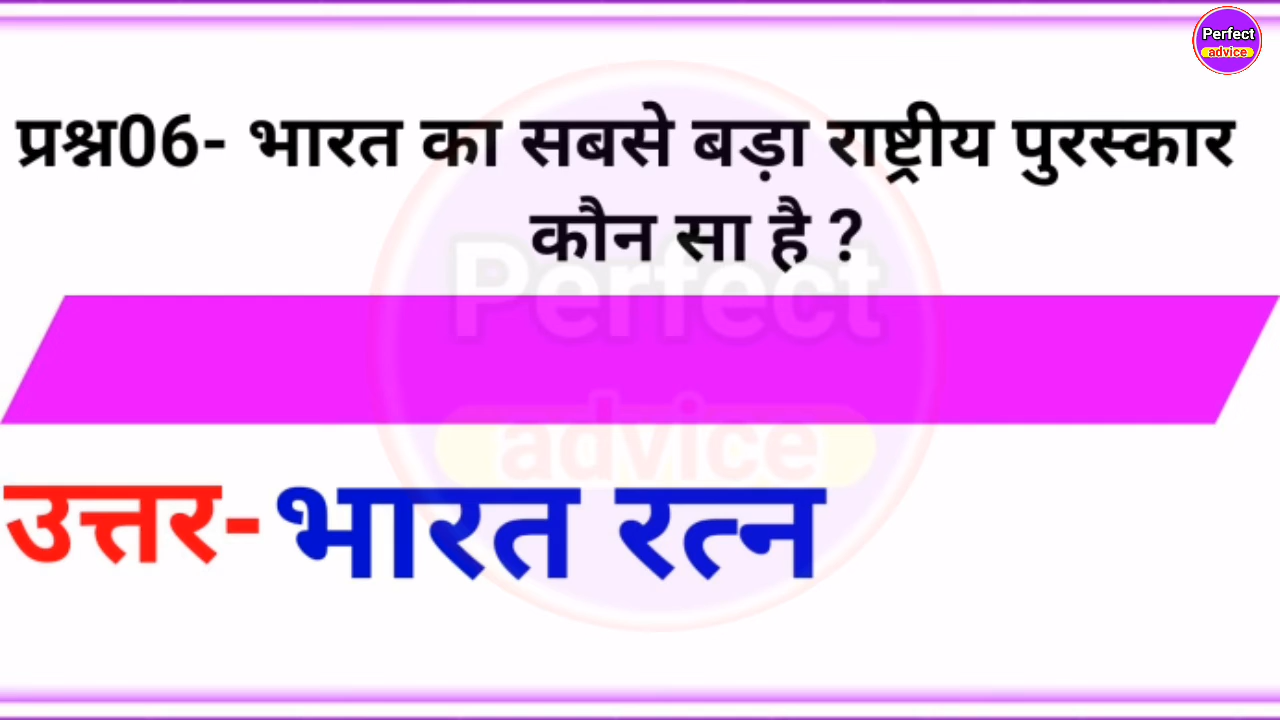 Perfect
advice
प्रश्न06- भारत का सबसे बड़ा राष्ट्रीय पुरस्कार
कौन सा है ?
Perfect
advice
उत्तर-भारत रत्न